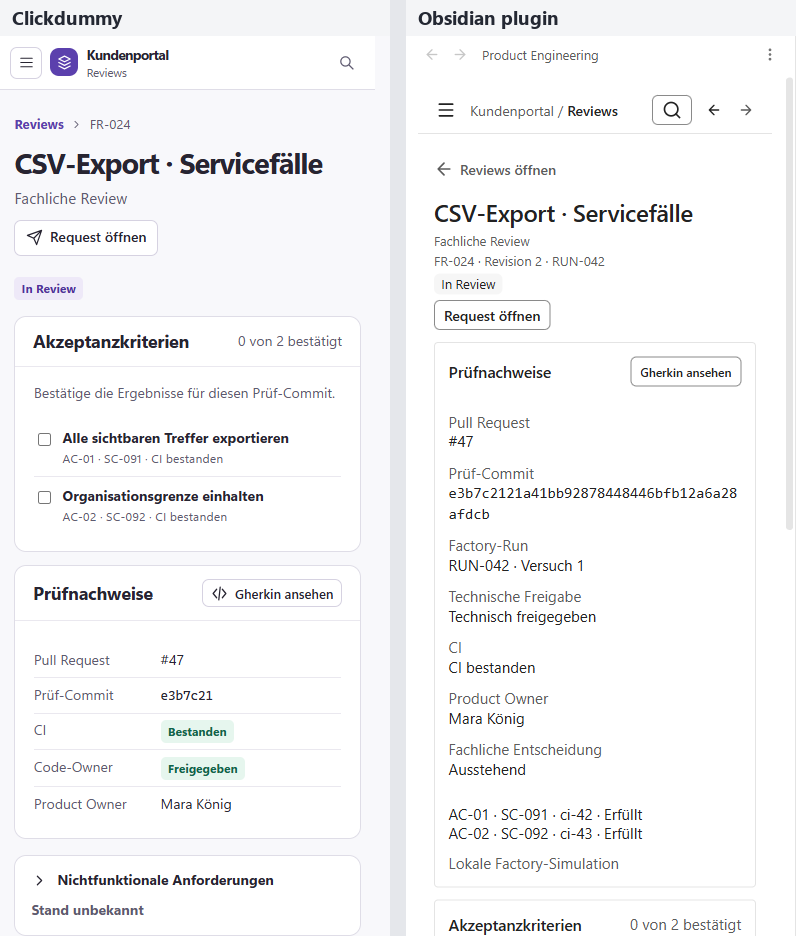 Clickdummy
Kundenportal
Reviews
Reviews > FR-024
CSV-Export · Servicefälle
Fachliche Review
Request öffnen
In Review
Akzeptanzkriterien 0 von 2 bestätigt
Bestätige die Ergebnisse für diesen Prüf-Commit.
Alle sichtbaren Treffer exportieren
AC-01 · SC-091 · CI bestanden
Organisationsgrenze einhalten
AC-02 · SC-092 · CI bestanden
Prüfnachweise </> Gherkin ansehen
Pull Request #47
Prüf-Commit e3b7c21
CI Bestanden
Code-Owner Freigegeben
Product Owner Mara König
Nichtfunktionale Anforderungen
Stand unbekannt
Obsidian plugin
Product Engineering
Kundenportal / Reviews
Reviews öffnen
CSV-Export · Servicefälle
Fachliche Review
FR-024 · Revision 2 · RUN-042
In Review
Request öffnen
Prüfnachweise Gherkin ansehen
Pull Request
#47
Prüf-Commit
e3b7c2121a41bb92878448446bfb12a6a28
afdcb
Factory-Run
RUN-042 · Versuch 1
Technische Freigabe
Technisch freigegeben
CI
CI bestanden
Product Owner
Mara König
Fachliche Entscheidung
Ausstehend
AC-01 · SC-091 · ci-42 · Erfüllt
AC-02 · SC-092 · ci-43 · Erfüllt
Lokale Factory-Simulation
Akzeptanzkriterien 0 von 2 bestätigt